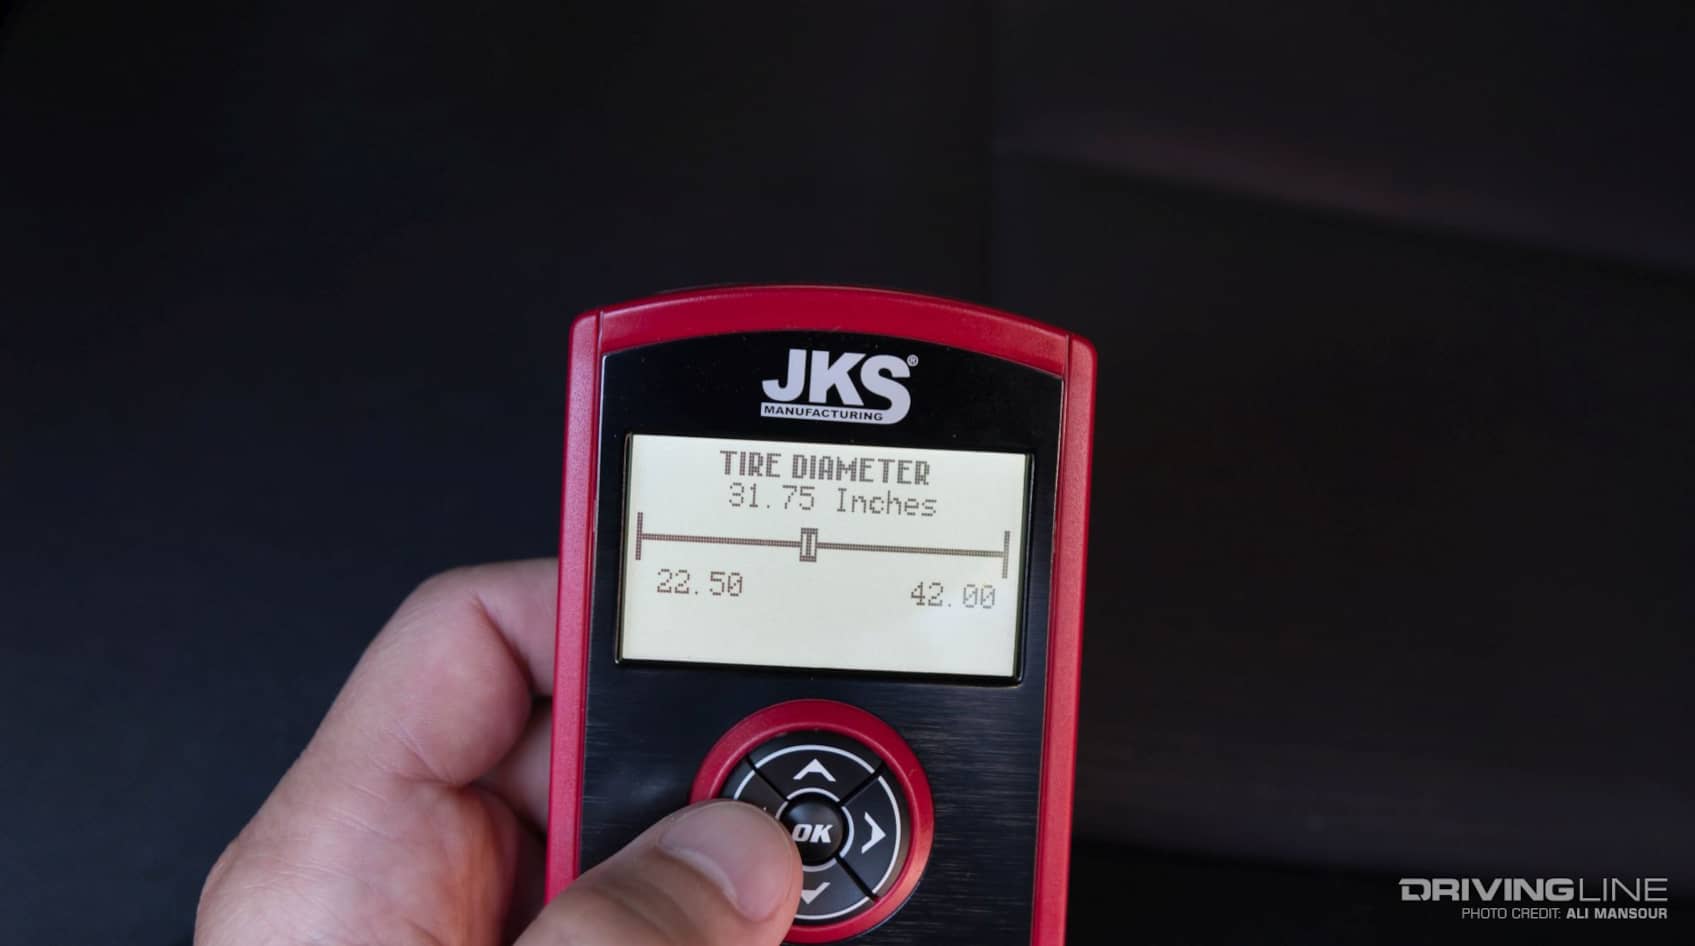 JKS®
MANUFACTURING
TIRE DIAMETER
31.75 Inches
22.50 42.00
OK
DRIVINGLINE
PHOTO CREDIT: ALI MANSOUR